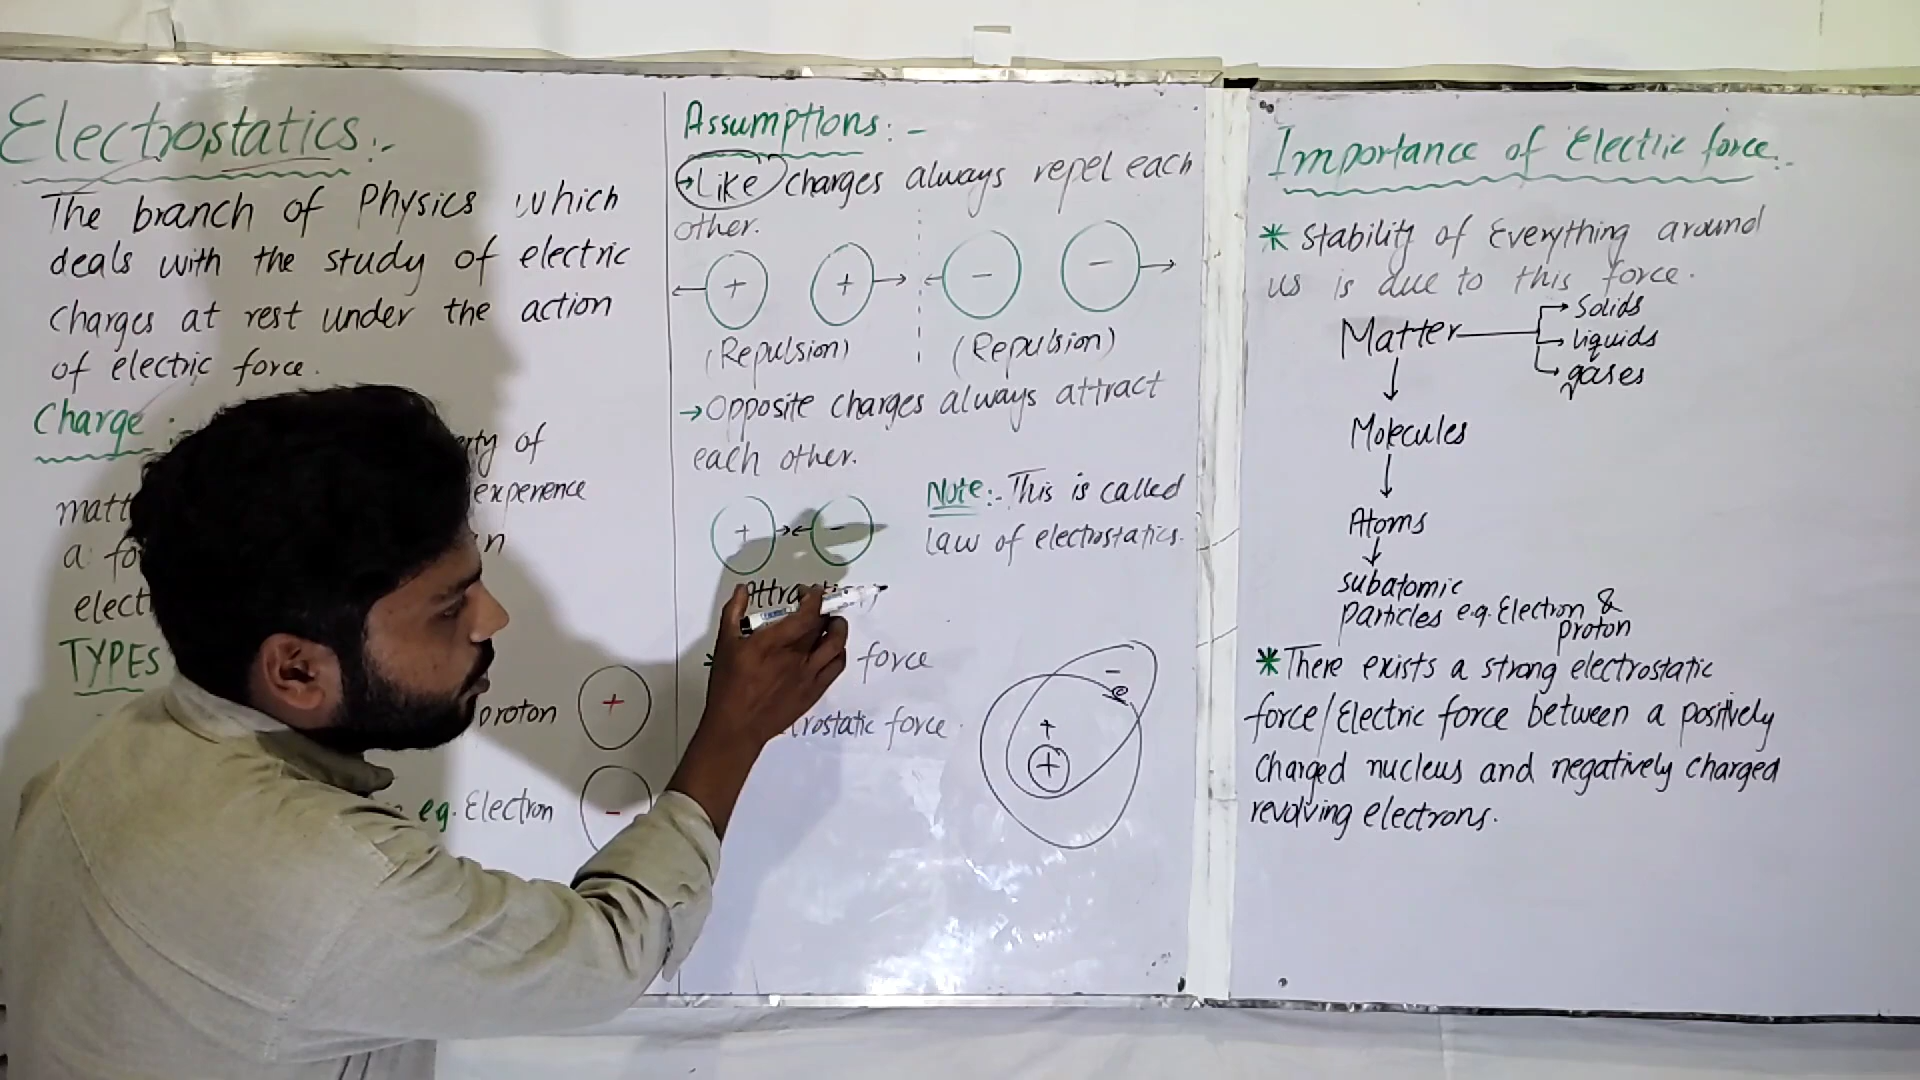 Electrostatics:-
The branch of Physics which
deals with the study of electric
charges at rest under the action
of electric force.
Charge:-
of
matt
experience
a fo
n
elect
TYPES
proton
+
eg. Electron
-
Assumptions:-
→Like charges always repel each
other.
+ + - -
(Repulsion) (Repulsion)
→Opposite charges always attract
each other.
+ -
Note:- This is called
law of electrostatics.
force
force.
-
e
+
+
Importance of Electric force:-
* Stability of Everything around
us is due to this force.
Matter
Solids
liquids
gases
Molecules
Atoms
subatomic
particles e.g. Electron &
proton
*There exists a strong electrostatic
force/Electric force between a positively
charged nucleus and negatively charged
revolving electrons.